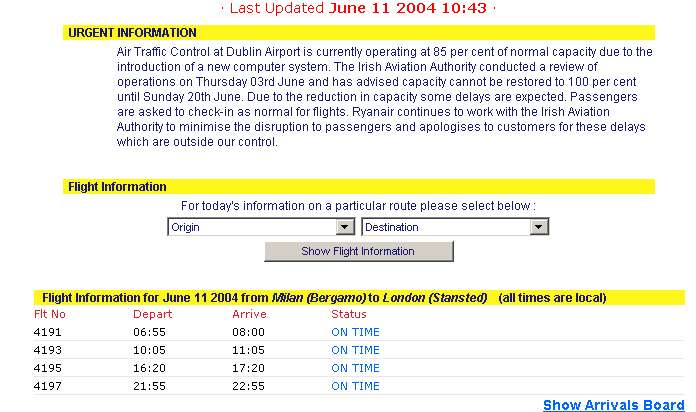 · Last Updated June 11 2004 10:43 ·
URGENT INFORMATION
Air Traffic Control at Dublin Airport is currently operating at 85 per cent of normal capacity due to the
introduction of a new computer system. The Irish Aviation Authority conducted a review of
operations on Thursday 03rd June and has advised capacity cannot be restored to 100 per cent
until Sunday 20th June. Due to the reduction in capacity some delays are expected. Passengers
are asked to check-in as normal for flights. Ryanair continues to work with the Irish Aviation
Authority to minimise the disruption to passengers and apologises to customers for these delays
which are outside our control.
Flight Information
For today's information on a particular route please select below :
Origin Destination
Show Flight Information
Flight Information for June 11 2004 from Milan (Bergamo) to London (Stansted) (all times are local)
Flt No Depart Arrive Status
4191 06:55 08:00 ON TIME
4193 10:05 11:05 ON TIME
4195 16:20 17:20 ON TIME
4197 21:55 22:55 ON TIME
Show Arrivals Board